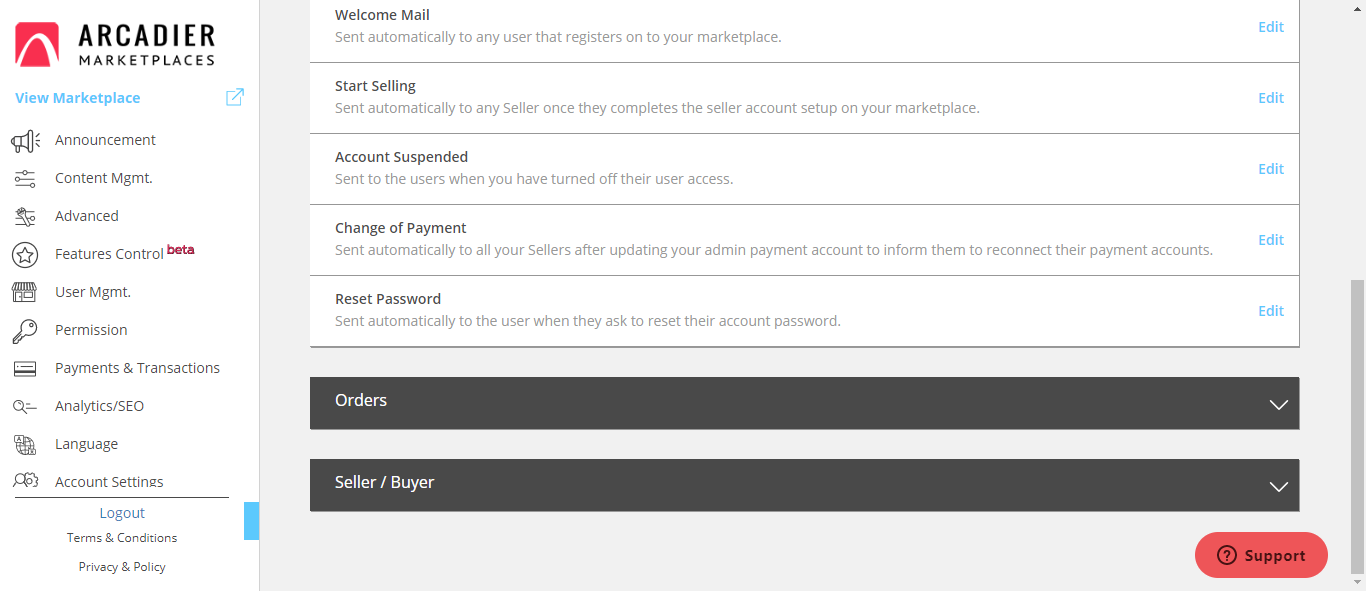 ARCADIER
MARKETPLACES
View Marketplace
Announcement
Content Mgmt.
Advanced
Features Control beta
User Mgmt.
Permission
Payments & Transactions
Analytics/SEO
Language
Account Settings
Logout
Terms & Conditions
Privacy & Policy
Welcome Mail
Sent automatically to any user that registers on to your marketplace.
Edit
Start Selling
Sent automatically to any Seller once they completes the seller account setup on your marketplace.
Edit
Account Suspended
Sent to the users when you have turned off their user access.
Edit
Change of Payment
Sent automatically to all your Sellers after updating your admin payment account to inform them to reconnect their payment accounts.
Edit
Reset Password
Sent automatically to the user when they ask to reset their account password.
Edit
Orders
Seller / Buyer
Support